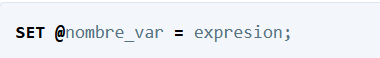 SET @nombre_var = expresion;